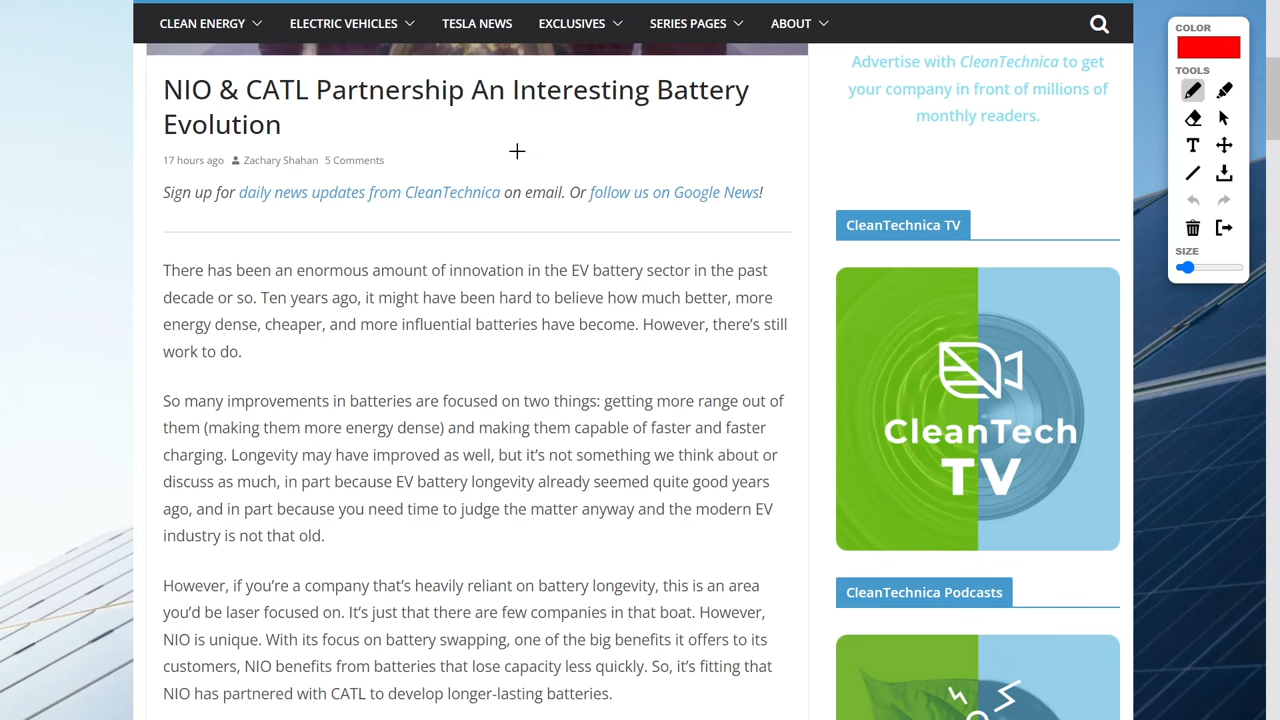 CLEAN ENERGY ELECTRIC VEHICLES TESLA NEWS EXCLUSIVES SERIES PAGES ABOUT
NIO & CATL Partnership An Interesting Battery
Evolution
17 hours ago Zachary Shahan 5 Comments
Sign up for daily news updates from CleanTechnica on email. Or follow us on Google News!
There has been an enormous amount of innovation in the EV battery sector in the past
decade or so. Ten years ago, it might have been hard to believe how much better, more
energy dense, cheaper, and more influential batteries have become. However, there's still
work to do.
So many improvements in batteries are focused on two things: getting more range out of
them (making them more energy dense) and making them capable of faster and faster
charging. Longevity may have improved as well, but it's not something we think about or
discuss as much, in part because EV battery longevity already seemed quite good years
ago, and in part because you need time to judge the matter anyway and the modern EV
industry is not that old.
However, if you're a company that's heavily reliant on battery longevity, this is an area
you'd be laser focused on. It's just that there are few companies in that boat. However,
NIO is unique. With its focus on battery swapping, one of the big benefits it offers to its
customers, NIO benefits from batteries that lose capacity less quickly. So, it's fitting that
NIO has partnered with CATL to develop longer-lasting batteries.
Advertise with CleanTechnica to get
your company in front of millions of
monthly readers.
CleanTechnica TV
CleanTech
TV
CleanTechnica Podcasts
COLOR
TOOLS
T
SIZE